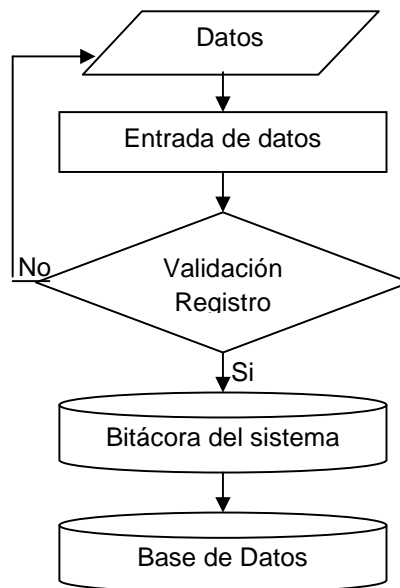 Datos
Entrada de datos
No
Validación
Registro
Si
Bitácora del sistema
Base de Datos